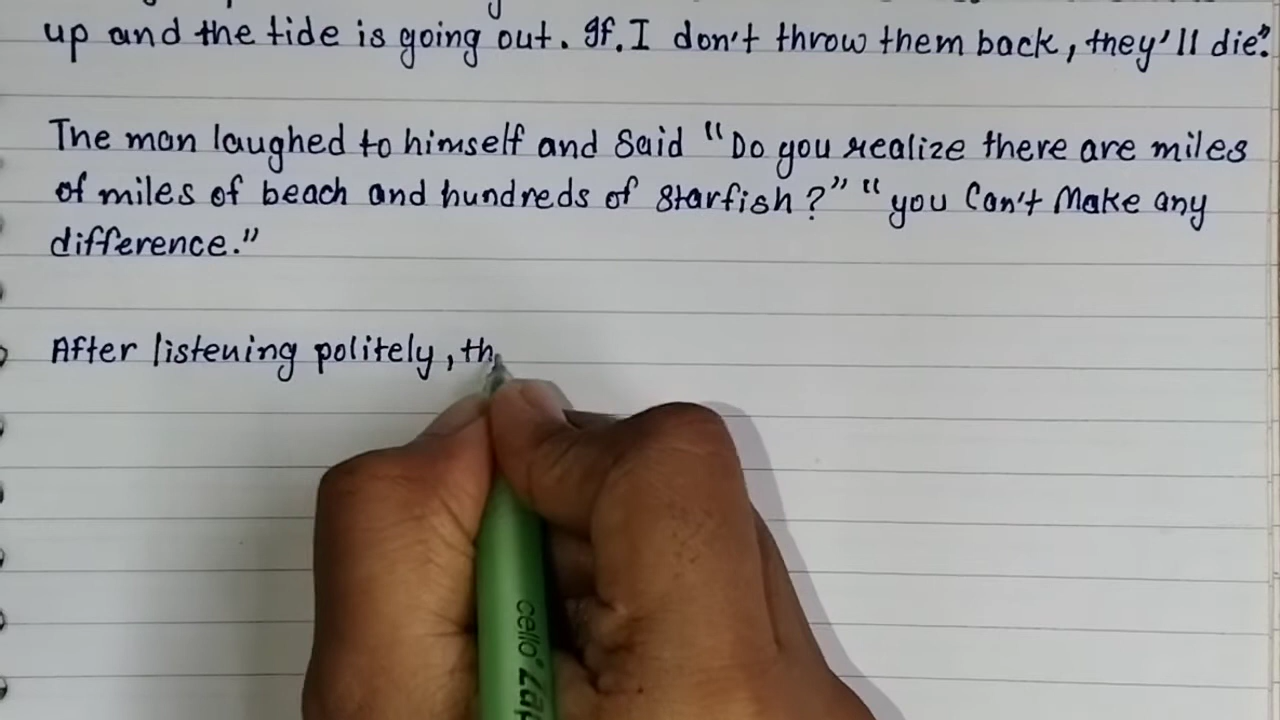 up and the tide is going out. If. I don't throw them back, they'll die."
The man laughed to himself and Said "Do you realize there are miles
of miles of beach and hundreds of starfish?" "you Can't Make any
difference."
After listening politely, th
cello